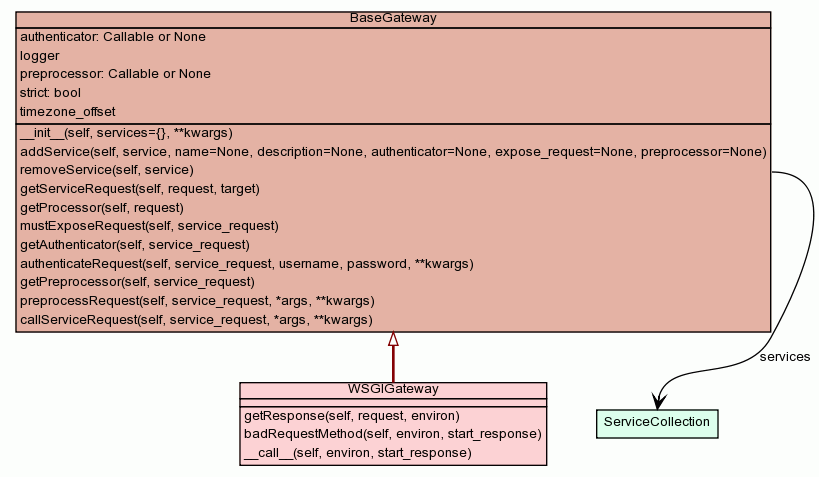 BaseGateway
authenticator: Callable or None
logger
preprocessor: Callable or None
strict: bool
timezone_offset
__init__(self, services={}, **kwargs)
addService(self, service, name=None, description=None, authenticator=None, expose_request=None, preprocessor=None)
removeService(self, service)
getServiceRequest(self, request, target)
getProcessor(self, request)
mustExposeRequest(self, service_request)
getAuthenticator(self, service_request)
authenticateRequest(self, service_request, username, password, **kwargs)
getPreprocessor(self, service_request)
preprocessRequest(self, service_request, *args, **kwargs)
callServiceRequest(self, service_request, *args, **kwargs)
services
WSGIGateway
getResponse(self, request, environ)
badRequestMethod(self, environ, start_response)
__call__(self, environ, start_response)
ServiceCollection